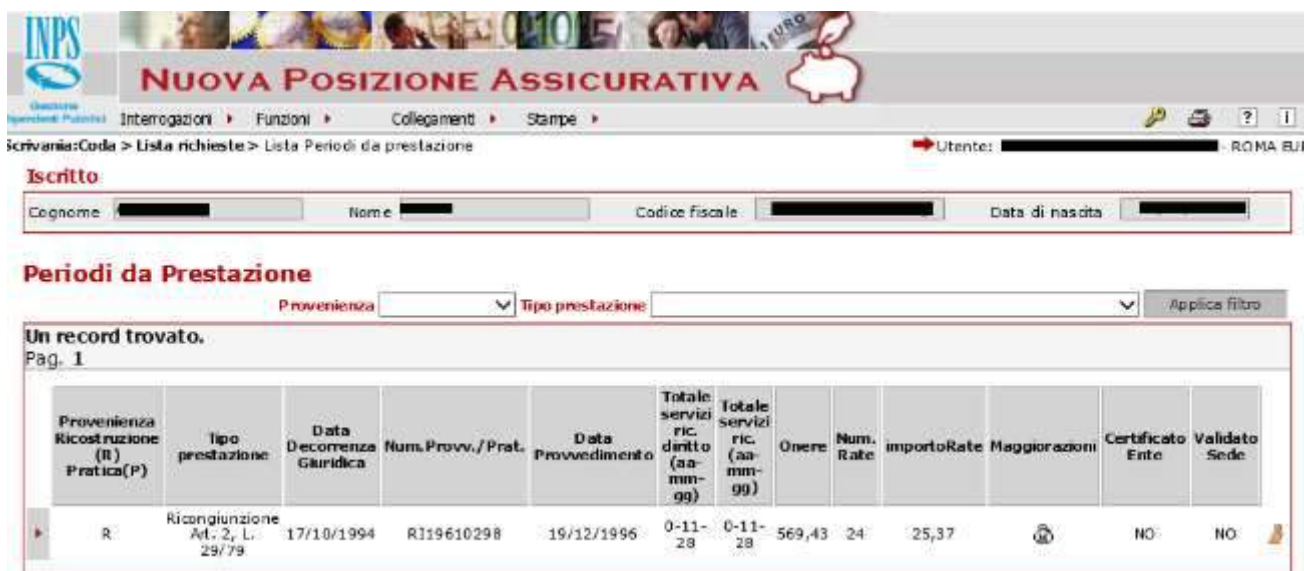 INPS
NUOVA POSIZIONE ASSICURATIVA
Gestione
Dipendenti Pubblici
Interrogazioni Funzioni Collegamenti Stampe ? i
Scrivania:Coda > Lista richieste > Lista Periodi da prestazione Utente: - ROMA EUR
Iscritto
Cognome Nome Codice fiscale Data di nascita
Periodi da Prestazione
Provenienza Tipo prestazione Applica filtro
Un record trovato.
Pag. 1
Provenienza Ricostruzione (R) Pratica(P)
Tipo prestazione
Data Decorrenza Giuridica
Num.Provv./Prat.
Data Provvedimento
Totale servizi ric. diritto (aa-mm-gg)
Totale servizi ric. (aa-mm-gg)
Onere
Num. Rate
importoRate
Maggiorazioni
Certificato Ente
Validato Sede
R
Ricongiunzione Art. 2, L. 29/79
17/10/1994
RI19610298
19/12/1996
0-11-28
0-11-28
569,43
24
25,37
NO
NO